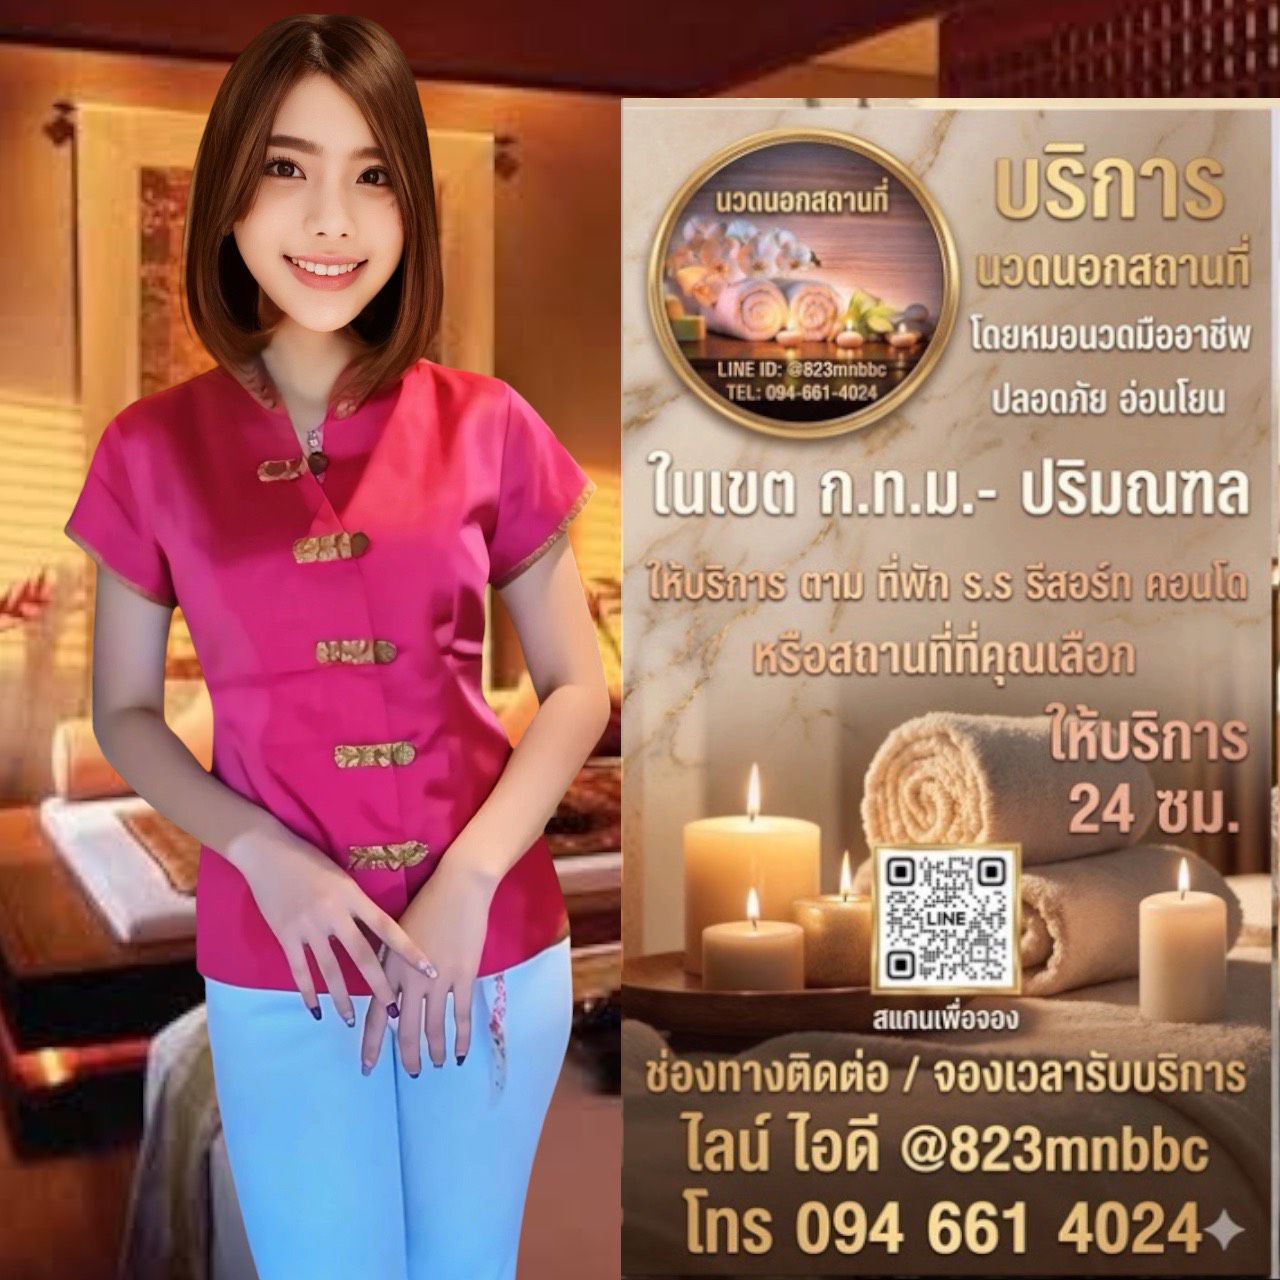 นวดนอกสถานที่
LINE ID: @823mnbbc
TEL: 094-661-4024
บริการ
นวดนอกสถานที่
โดยหมอนวดมืออาชีพ
ปลอดภัย อ่อนโยน
ในเขต ก.ท.ม.- ปริมณฑล
ให้บริการ ตาม ที่พัก ร.ร รีสอร์ท คอนโด
หรือสถานที่ที่คุณเลือก
ให้บริการ
24 ซม.
LINE
สแกนเพื่อจอง
ช่องทางติดต่อ / จองเวลารับบริการ
ไลน์ ไอดี @823mnbbc
โทร 094 661 4024